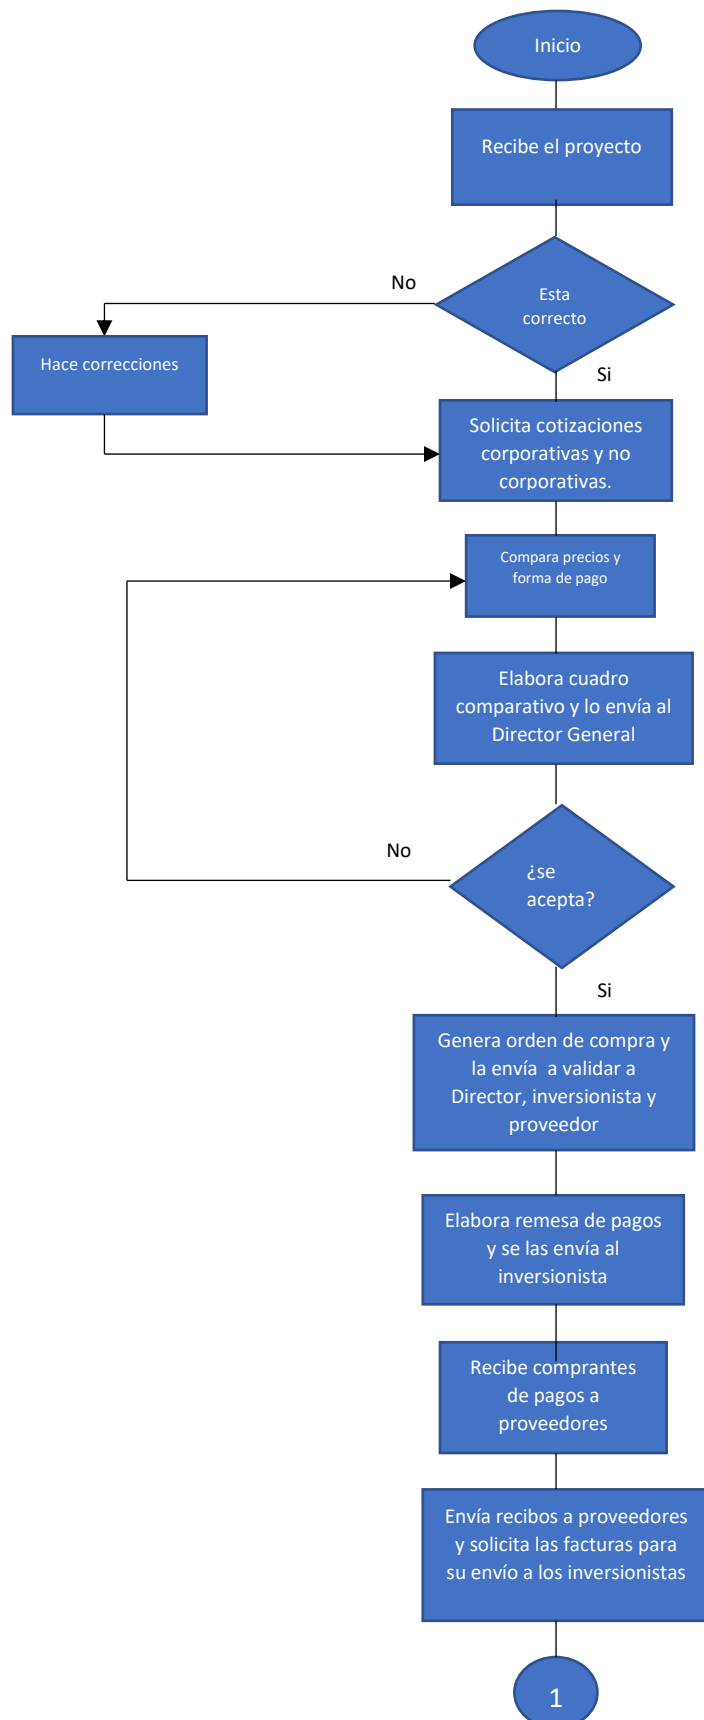 Inicio
Recibe el proyecto
No
Esta
correcto
Hace correcciones
Si
Solicita cotizaciones
corporativas y no
corporativas.
Compara precios y
forma de pago
Elabora cuadro
comparativo y lo envía al
Director General
No
¿se
acepta?
Si
Genera orden de compra y
la envía a validar a
Director, inversionista y
proveedor
Elabora remesa de pagos
y se las envía al
inversionista
Recibe comprantes
de pagos a
proveedores
Envía recibos a proveedores
y solicita las facturas para
su envío a los inversionistas
1